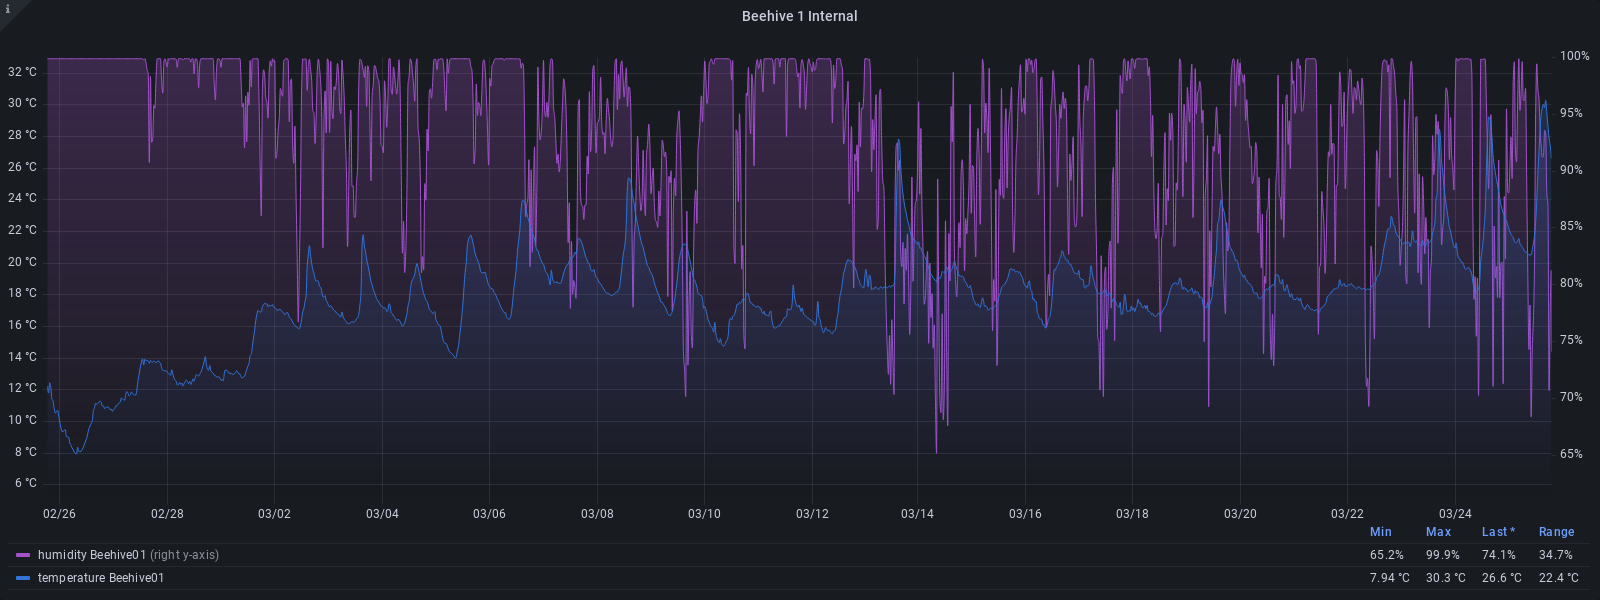 i
Beehive 1 Internal
32 °C
30 °C
28 °C
26 °C
24 °C
22 °C
20 °C
18 °C
16 °C
14 °C
12 °C
10 °C
8 °C
6 °C
100%
95%
90%
85%
80%
75%
70%
65%
02/26 02/28 03/02 03/04 03/06 03/08 03/10 03/12 03/14 03/16 03/18 03/20 03/22 03/24
Min Max Last * Range
humidity Beehive01 (right y-axis) 65.2% 99.9% 74.1% 34.7%
temperature Beehive01 7.94 °C 30.3 °C 26.6 °C 22.4 °C